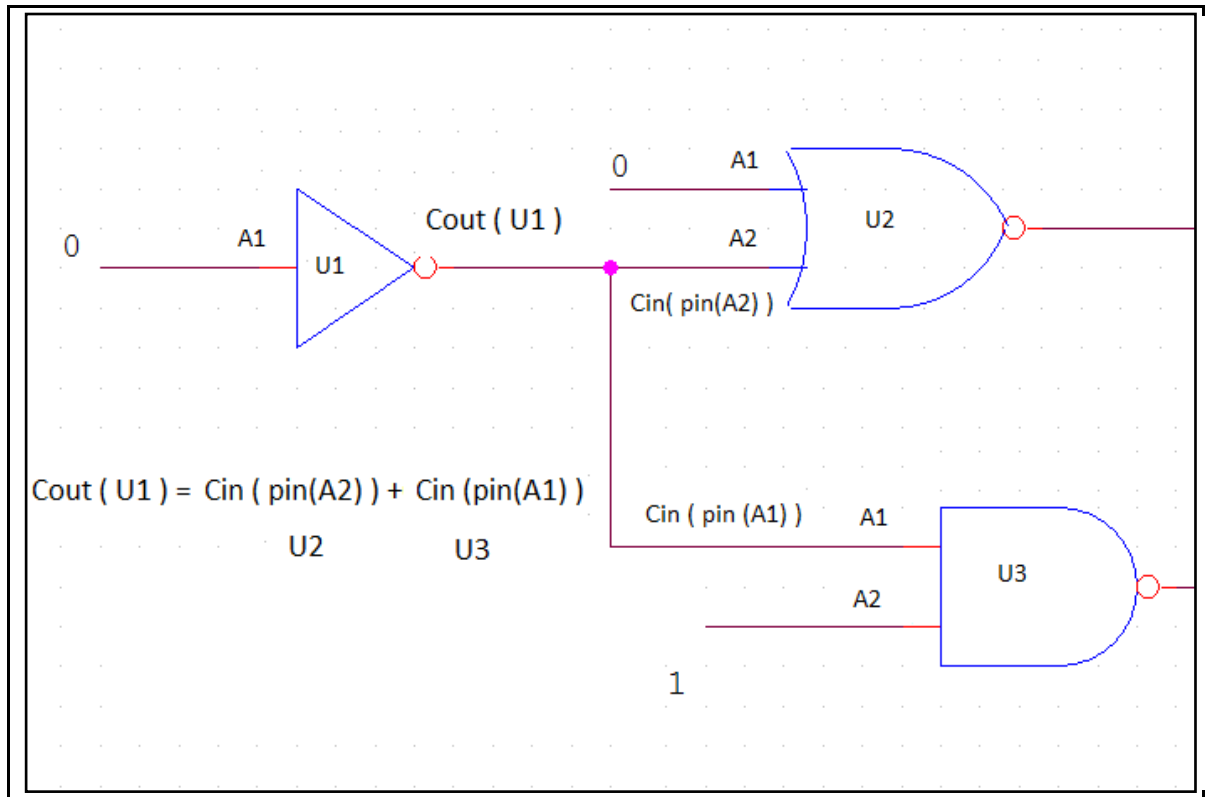 0
A1
U2
0
A1
Cout ( U1 )
A2
U1
Cin( pin(A2) )
Cout ( U1 ) = Cin ( pin(A2) ) + Cin (pin(A1) )
U2 U3
Cin ( pin (A1) )
A1
U3
A2
1